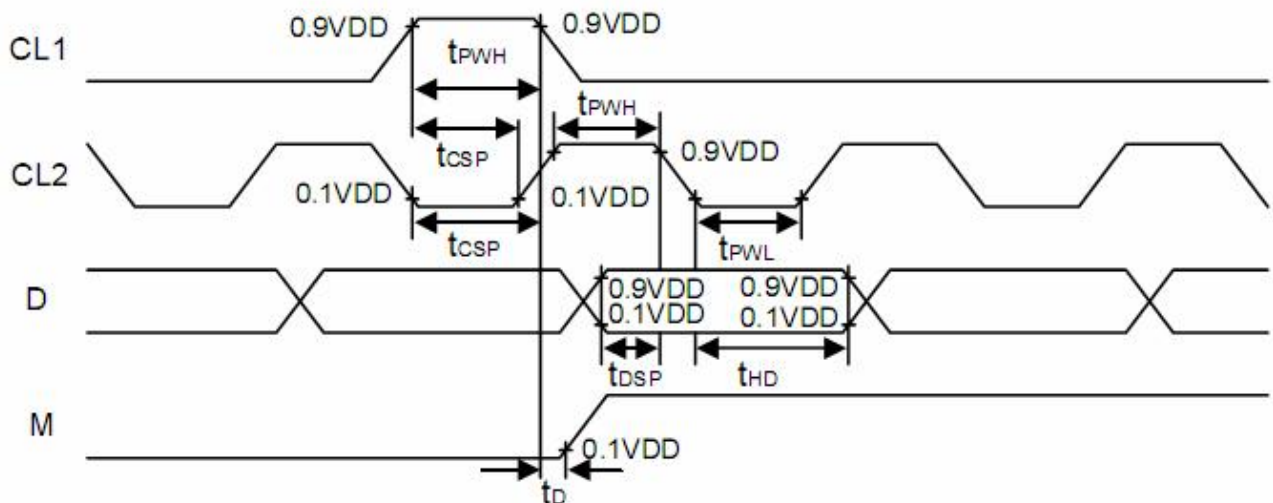 CL1
0.9VDD
0.9VDD
tPWH
tPWH
tCSP
CL2
0.9VDD
0.1VDD
0.1VDD
tCSP
tPWL
D
0.9VDD
0.9VDD
0.1VDD
0.1VDD
tDSP
tHD
M
0.1VDD
tD